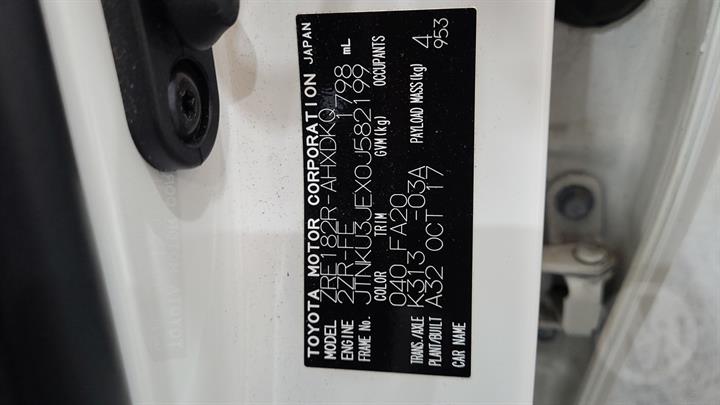 TOYOTA MOTOR CORPORATION JAPAN
MODEL ZRE182R-AHXDKQ
ENGINE 2ZR-FE 1798 mL
FRAME No. JTNKU3JEX0J582199
COLOR TRIM GVM(kg) OCCUPANTS
040 FA20 4
TRANS./AXLE K313 -03A PAYLOAD MASS(kg) 953
PLANT/BUILT A32 OCT 17
CAR NAME